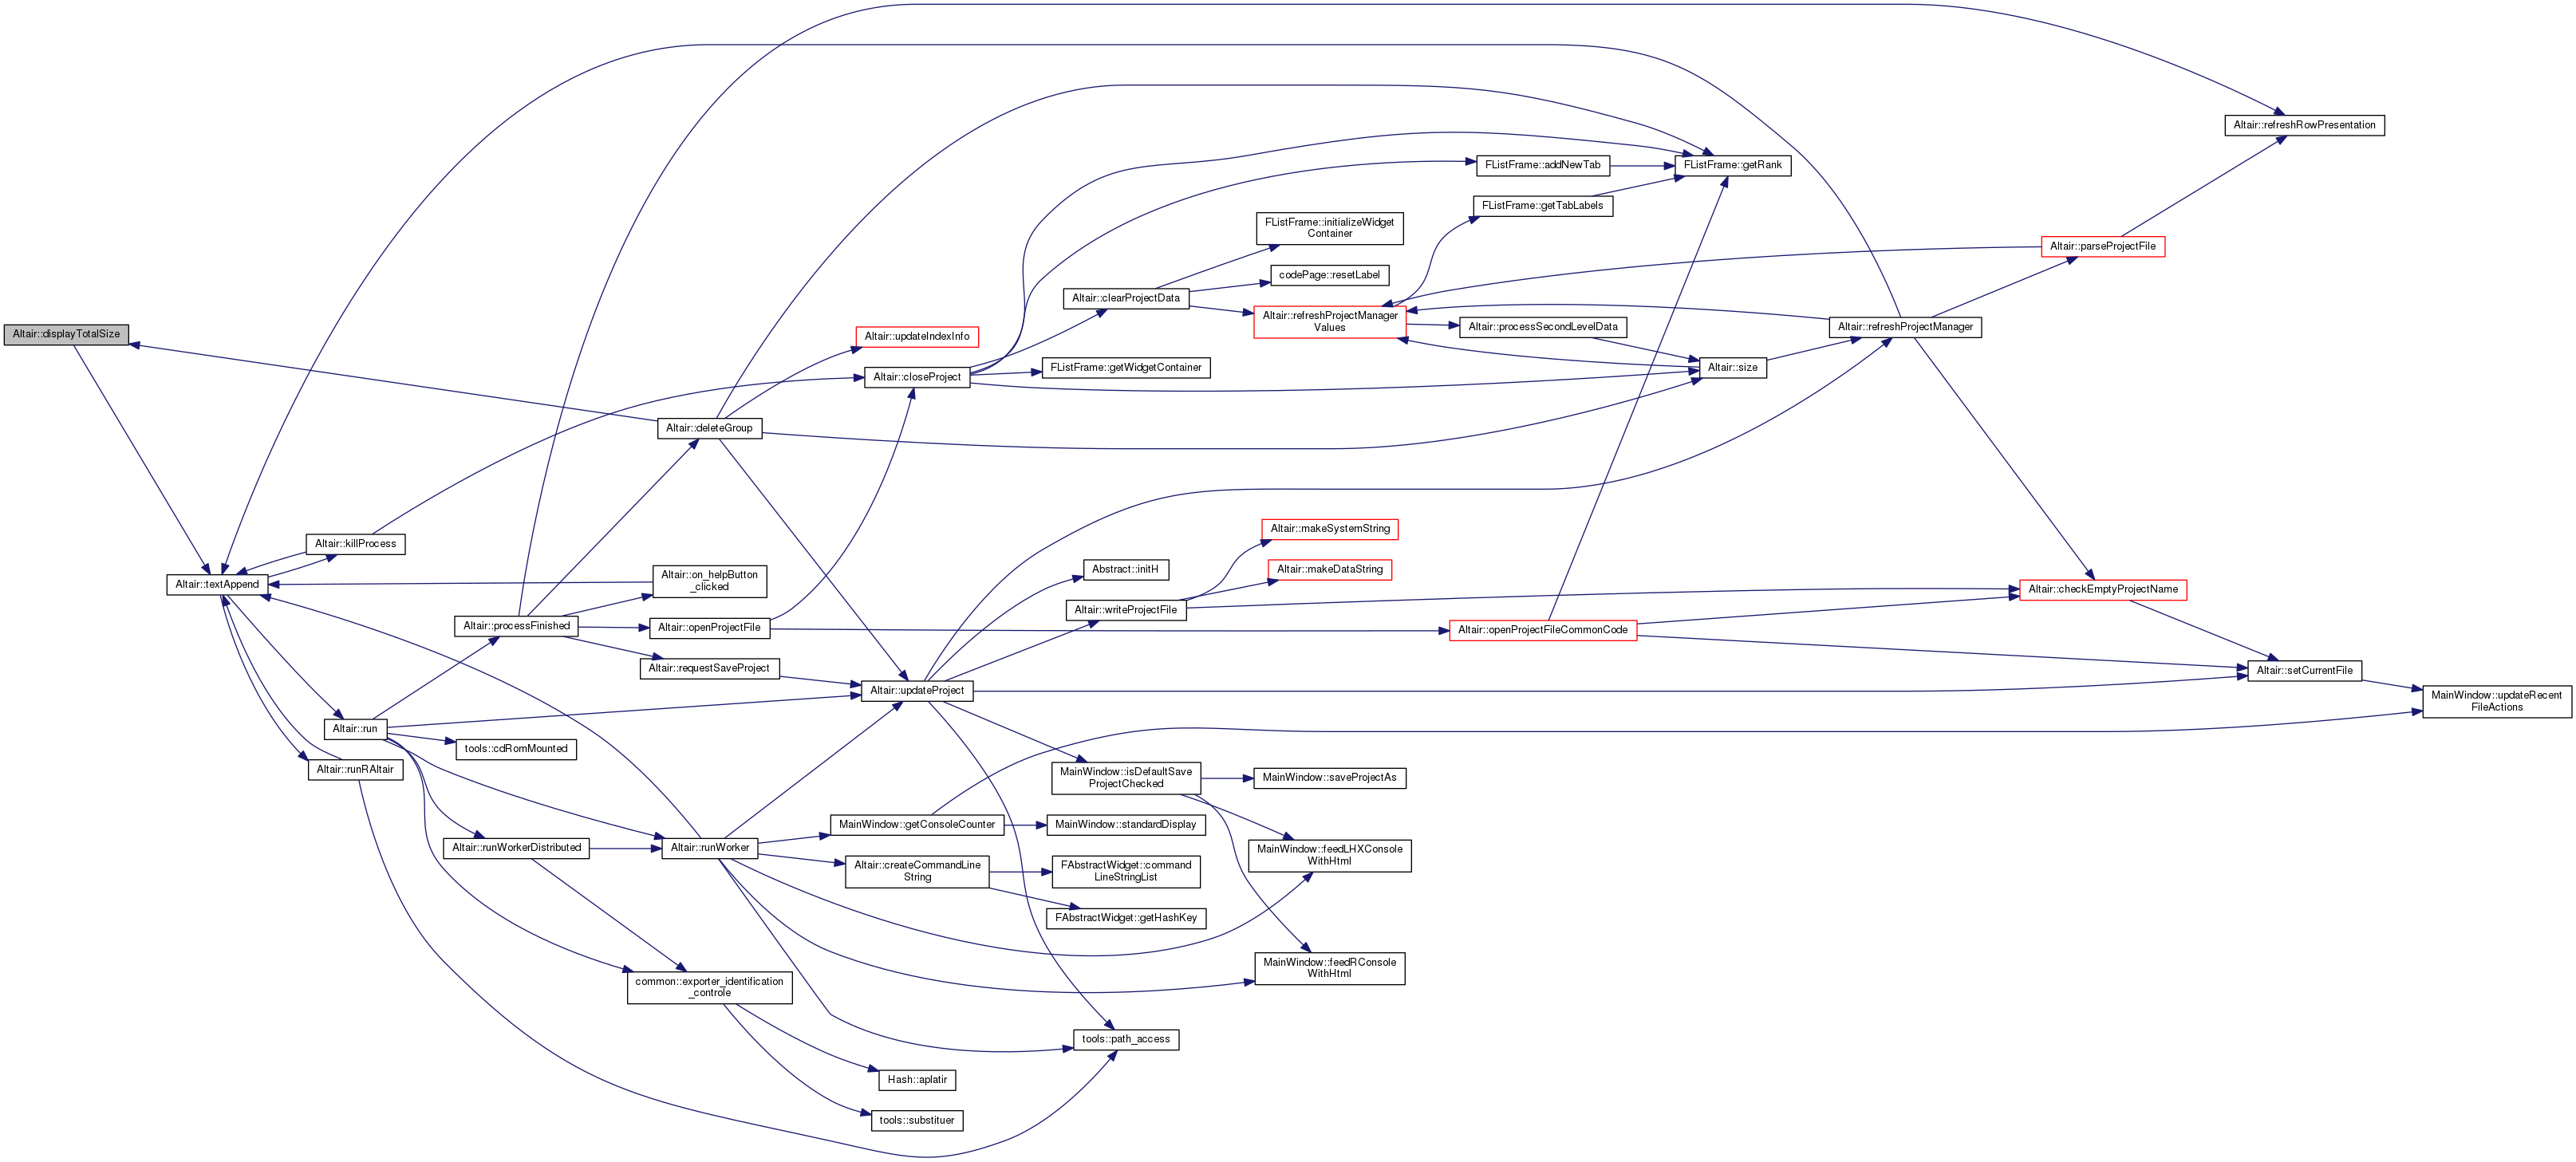 Altair::displayTotalSize
Altair::textAppend
Altair::killProcess
Altair::run
Altair::runRAltair
Altair::processFinished
tools::cdRomMounted
Altair::runWorkerDistributed
Altair::deleteGroup
Altair::on_helpButton
_clicked
Altair::openProjectFile
Altair::requestSaveProject
Altair::runWorker
common::exporter_identification
_controle
Altair::updateIndexInfo
Altair::closeProject
Altair::updateProject
MainWindow::getConsoleCounter
Altair::createCommandLine
String
Hash::aplatir
tools::substituer
Altair::clearProjectData
FListFrame::getWidgetContainer
Abstract::initH
Altair::writeProjectFile
MainWindow::isDefaultSave
ProjectChecked
MainWindow::standardDisplay
FAbstractWidget::command
LineStringList
FAbstractWidget::getHashKey
tools::path_access
FListFrame::initializeWidget
Container
codePage::resetLabel
Altair::refreshProjectManager
Values
Altair::makeSystemString
Altair::makeDataString
MainWindow::saveProjectAs
MainWindow::feedLHXConsole
WithHtml
MainWindow::feedRConsole
WithHtml
FListFrame::addNewTab
FListFrame::getTabLabels
Altair::processSecondLevelData
Altair::openProjectFileCommonCode
FListFrame::getRank
Altair::size
Altair::refreshProjectManager
Altair::parseProjectFile
Altair::checkEmptyProjectName
Altair::refreshRowPresentation
Altair::setCurrentFile
MainWindow::updateRecent
FileActions